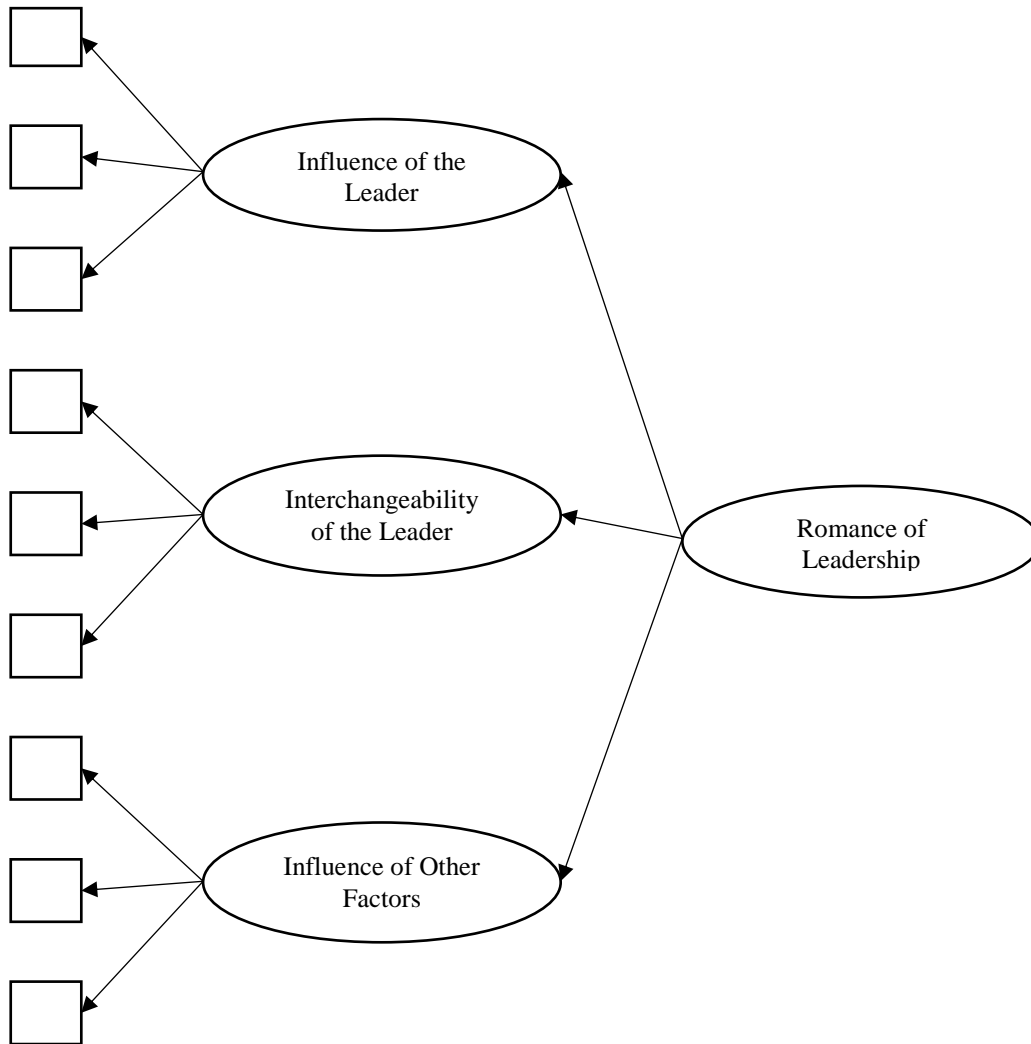 Influence of the
Leader
Interchangeability
of the Leader
Romance of
Leadership
Influence of Other
Factors